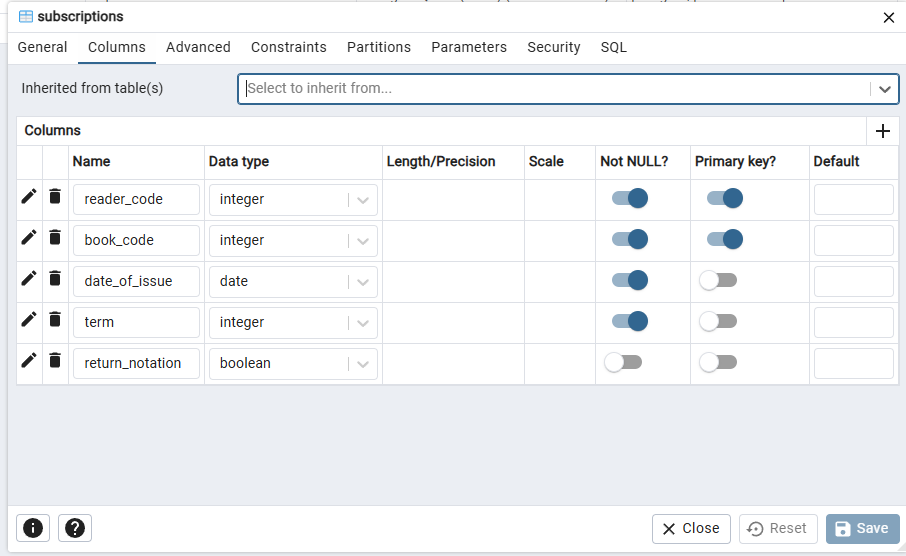 subscriptions
General Columns Advanced Constraints Partitions Parameters Security SQL
Inherited from table(s) Select to inherit from...
Columns
Name Data type Length/Precision Scale Not NULL? Primary key? Default
reader_code integer
book_code integer
date_of_issue date
term integer
return_notation boolean
Close Reset Save